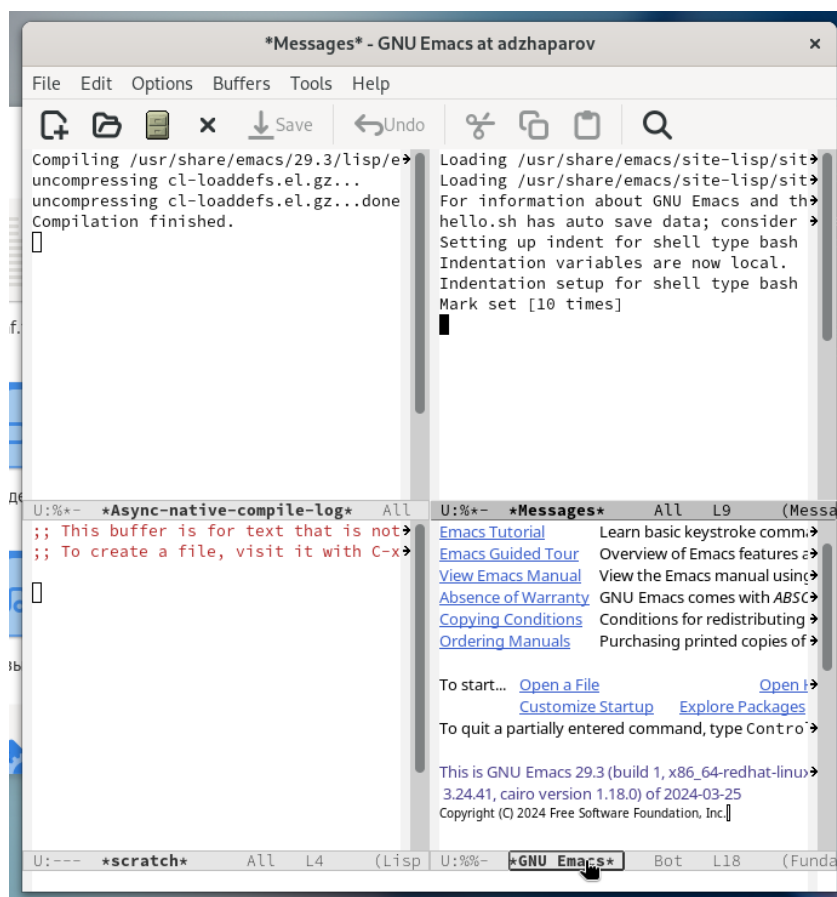 *Messages* - GNU Emacs at adzhaparov
File Edit Options Buffers Tools Help
Save Undo
Compiling /usr/share/emacs/29.3/lisp/e
uncompressing cl-loaddefs.el.gz...
uncompressing cl-loaddefs.el.gz...done
Compilation finished.
U:%*- *Async-native-compile-log* All
Loading /usr/share/emacs/site-lisp/sit
Loading /usr/share/emacs/site-lisp/sit
For information about GNU Emacs and th
hello.sh has auto save data; consider
Setting up indent for shell type bash
Indentation variables are now local.
Indentation setup for shell type bash
Mark set [10 times]
U:%*- *Messages* All L9 (Messa
;; This buffer is for text that is not
;; To create a file, visit it with C-x
U:--- *scratch* All L4 (Lisp
Emacs Tutorial Learn basic keystroke comm
Emacs Guided Tour Overview of Emacs features
View Emacs Manual View the Emacs manual using
Absence of Warranty GNU Emacs comes with ABSC
Copying Conditions Conditions for redistributing
Ordering Manuals Purchasing printed copies of
To start... Open a File Open
Customize Startup Explore Packages
To quit a partially entered command, type Contro
This is GNU Emacs 29.3 (build 1, x86_64-redhat-linux
3.24.41, cairo version 1.18.0) of 2024-03-25
Copyright (C) 2024 Free Software Foundation, Inc.
U:%%- *GNU Emacs* Bot L18 (Funda